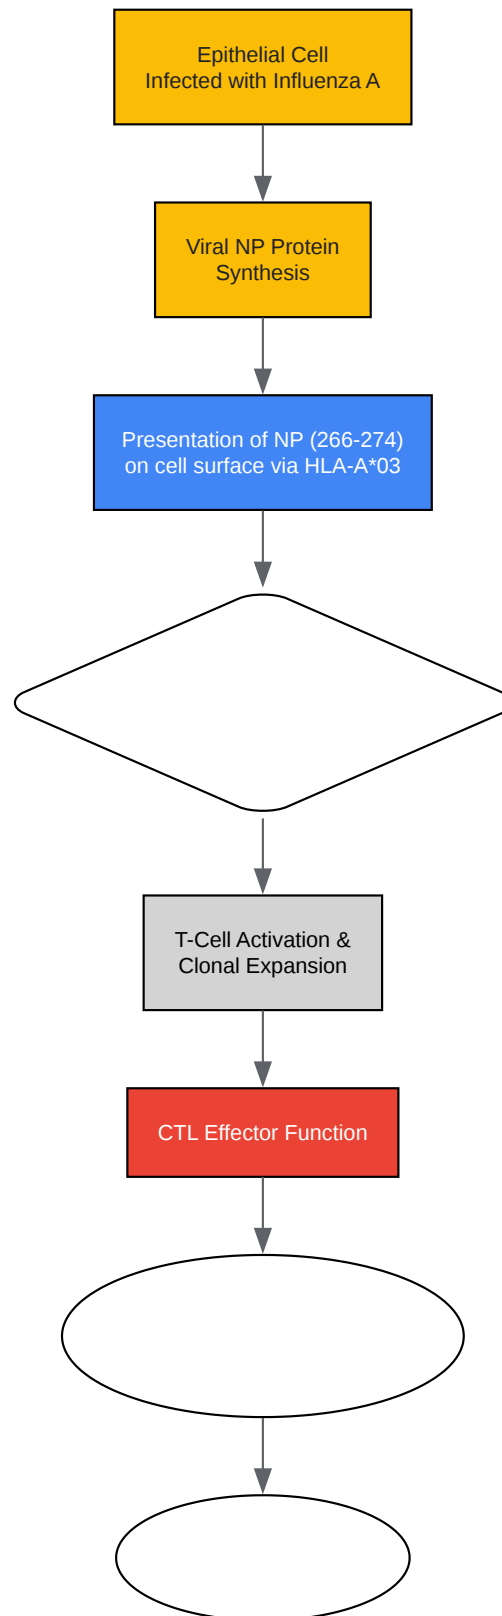 Epithelial Cell
Infected with Influenza A
Viral NP Protein
Synthesis
Presentation of NP (266-274)
on cell surface via HLA-A*03
T-Cell Activation &
Clonal Expansion
CTL Effector Function